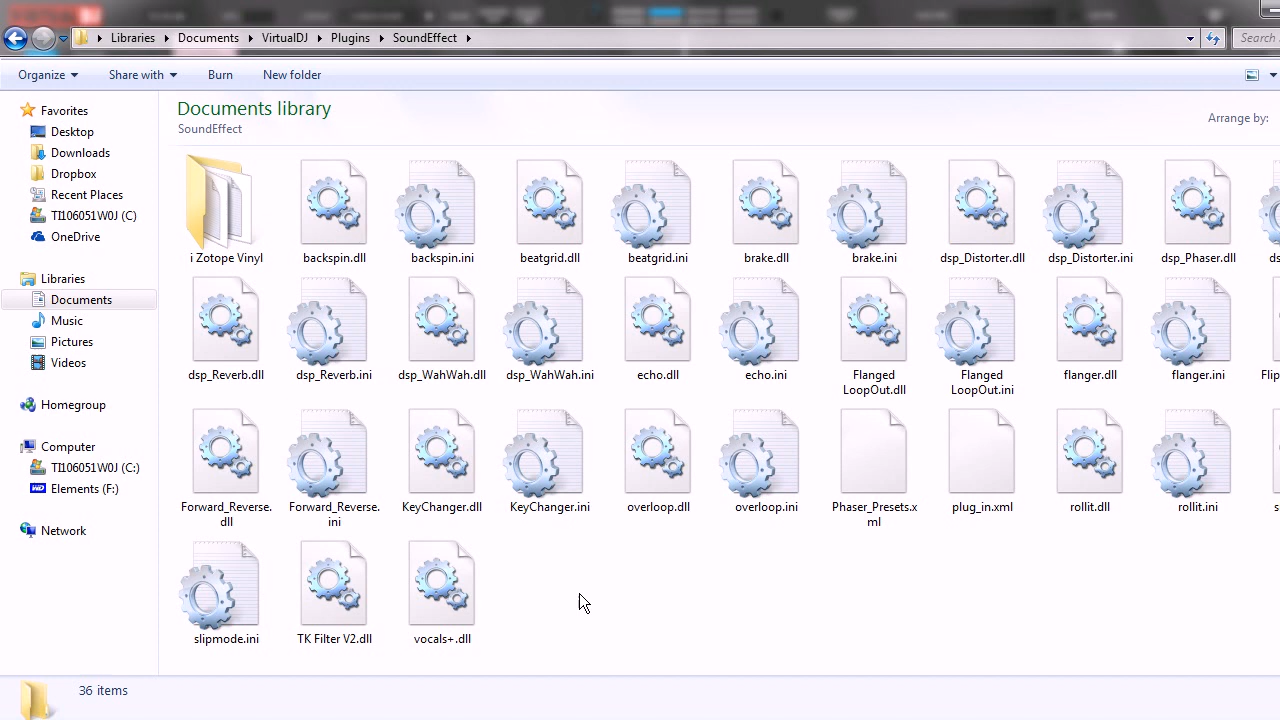 Libraries Documents VirtualDJ Plugins SoundEffect Search
Organize Share with Burn New folder
Favorites
Desktop
Downloads
Dropbox
Recent Places
TI106051W0J (C)
OneDrive
Libraries
Documents
Music
Pictures
Videos
Homegroup
Computer
TI106051W0J (C:)
Elements (F:)
Network
Documents library
SoundEffect
Arrange by:
i Zotope Vinyl backspin.dll backspin.ini beatgrid.dll beatgrid.ini brake.dll brake.ini dsp_Distorter.dll dsp_Distorter.ini dsp_Phaser.dll
dsp_Reverb.dll dsp_Reverb.ini dsp_WahWah.dll dsp_WahWah.ini echo.dll echo.ini Flanged flanger.dll flanger.ini Flip
LoopOut.dll
Flanged
LoopOut.ini
Forward_Reverse.
dll
Forward_Reverse.
ini
KeyChanger.dll KeyChanger.ini overloop.dll overloop.ini Phaser_Presets.x
ml
plug_in.xml rollit.dll rollit.ini
slipmode.ini TK Filter V2.dll vocals+.dll
36 items